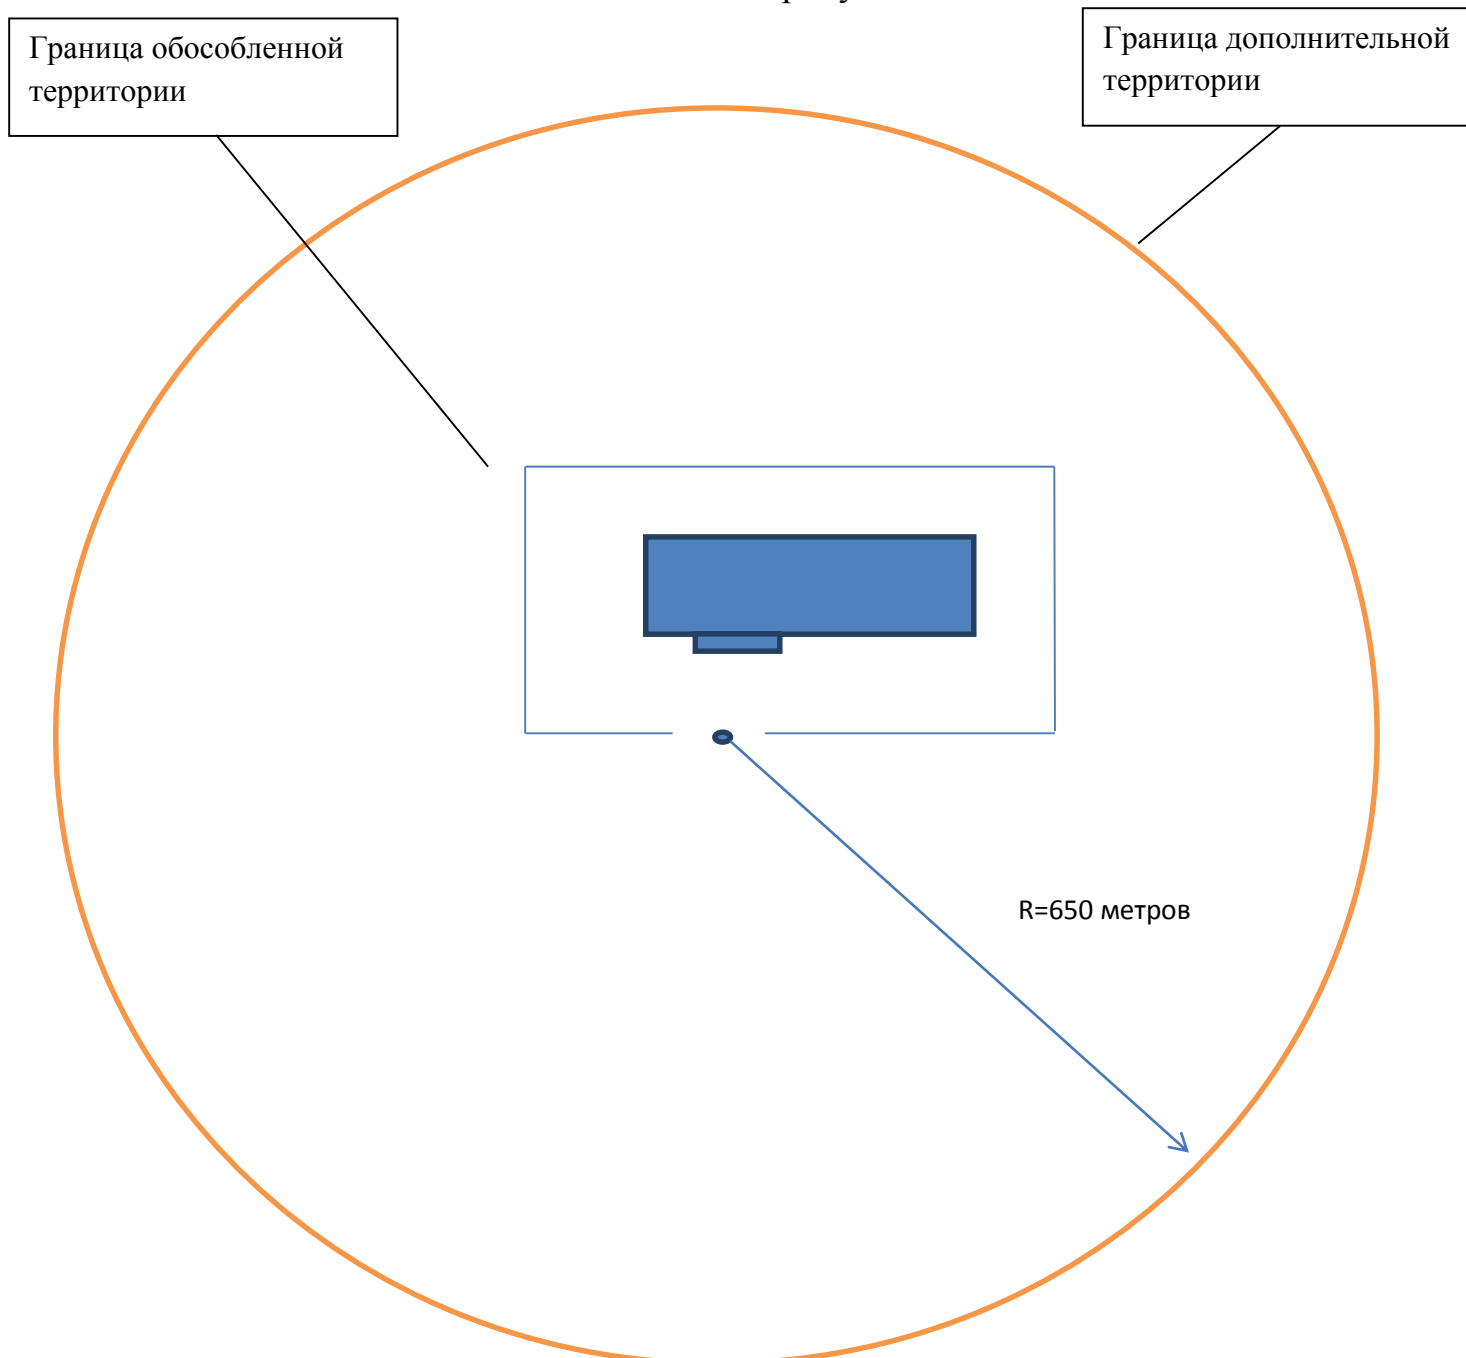 Граница обособленной
территории
Граница дополнительной
территории
R=650 метров